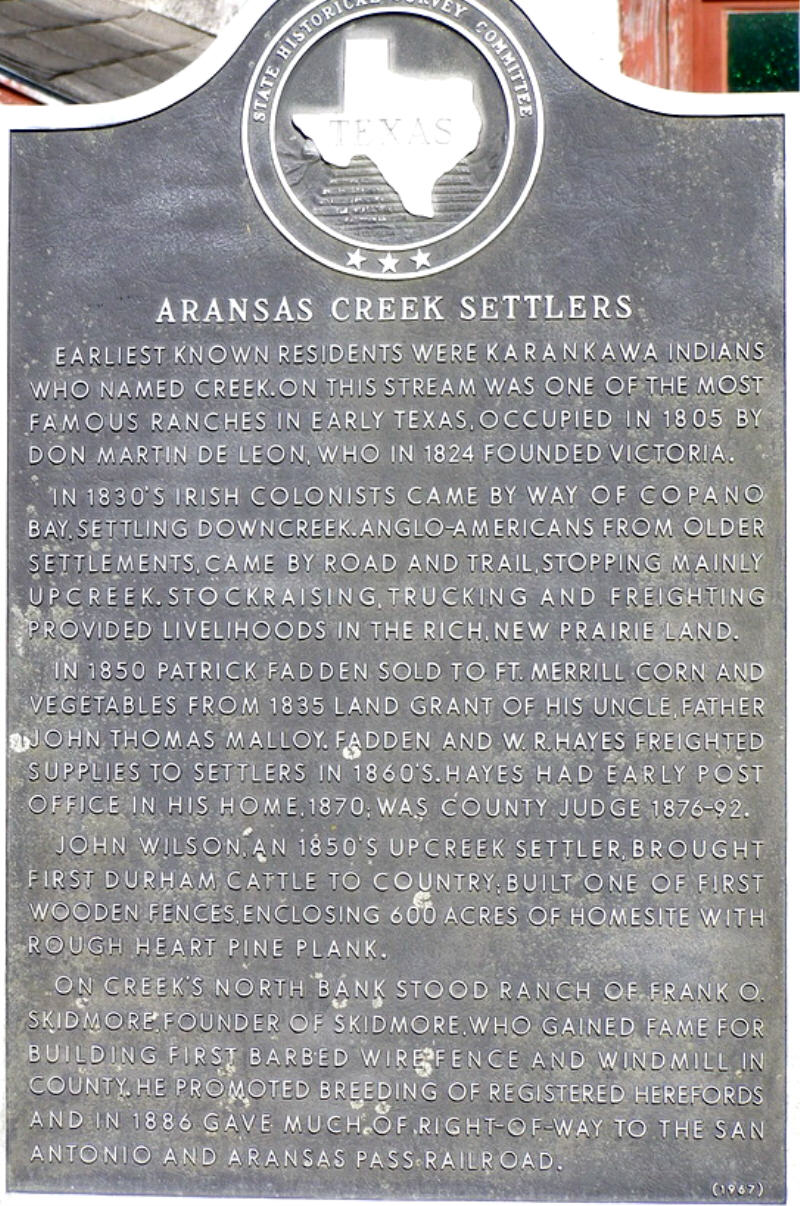 STATE HISTORICAL SURVEY COMMITTEE
TEXAS
ARANSAS CREEK SETTLERS
EARLIEST KNOWN RESIDENTS WERE KARANKAWA INDIANS
WHO NAMED CREEK. ON THIS STREAM WAS ONE OF THE MOST
FAMOUS RANCHES IN EARLY TEXAS, OCCUPIED IN 1805 BY
DON MARTIN DE LEON, WHO IN 1824 FOUNDED VICTORIA.
IN 1830'S IRISH COLONISTS CAME BY WAY OF COPANO
BAY, SETTLING DOWNCREEK. ANGLO-AMERICANS FROM OLDER
SETTLEMENTS, CAME BY ROAD AND TRAIL, STOPPING MAINLY
UPCREEK. STOCKRAISING, TRUCKING AND FREIGHTING
PROVIDED LIVELIHOODS IN THE RICH, NEW PRAIRIE LAND.
IN 1850 PATRICK FADDEN SOLD TO FT. MERRILL CORN AND
VEGETABLES FROM 1835 LAND GRANT OF HIS UNCLE, FATHER
JOHN THOMAS MALLOY. FADDEN AND W. R. HAYES FREIGHTED
SUPPLIES TO SETTLERS IN 1860'S. HAYES HAD EARLY POST
OFFICE IN HIS HOME, 1870; WAS COUNTY JUDGE 1876-92.
JOHN WILSON, AN 1850'S UPCREEK SETTLER, BROUGHT
FIRST DURHAM CATTLE TO COUNTRY; BUILT ONE OF FIRST
WOODEN FENCES, ENCLOSING 600 ACRES OF HOMESITE WITH
ROUGH HEART PINE PLANK.
ON CREEK'S NORTH BANK STOOD RANCH OF FRANK O.
SKIDMORE, FOUNDER OF SKIDMORE, WHO GAINED FAME FOR
BUILDING FIRST BARBED WIRE FENCE AND WINDMILL IN
COUNTY. HE PROMOTED BREEDING OF REGISTERED HEREFORDS
AND IN 1886 GAVE MUCH OF RIGHT-OF-WAY TO THE SAN
ANTONIO AND ARANSAS PASS RAILROAD.
(1967)